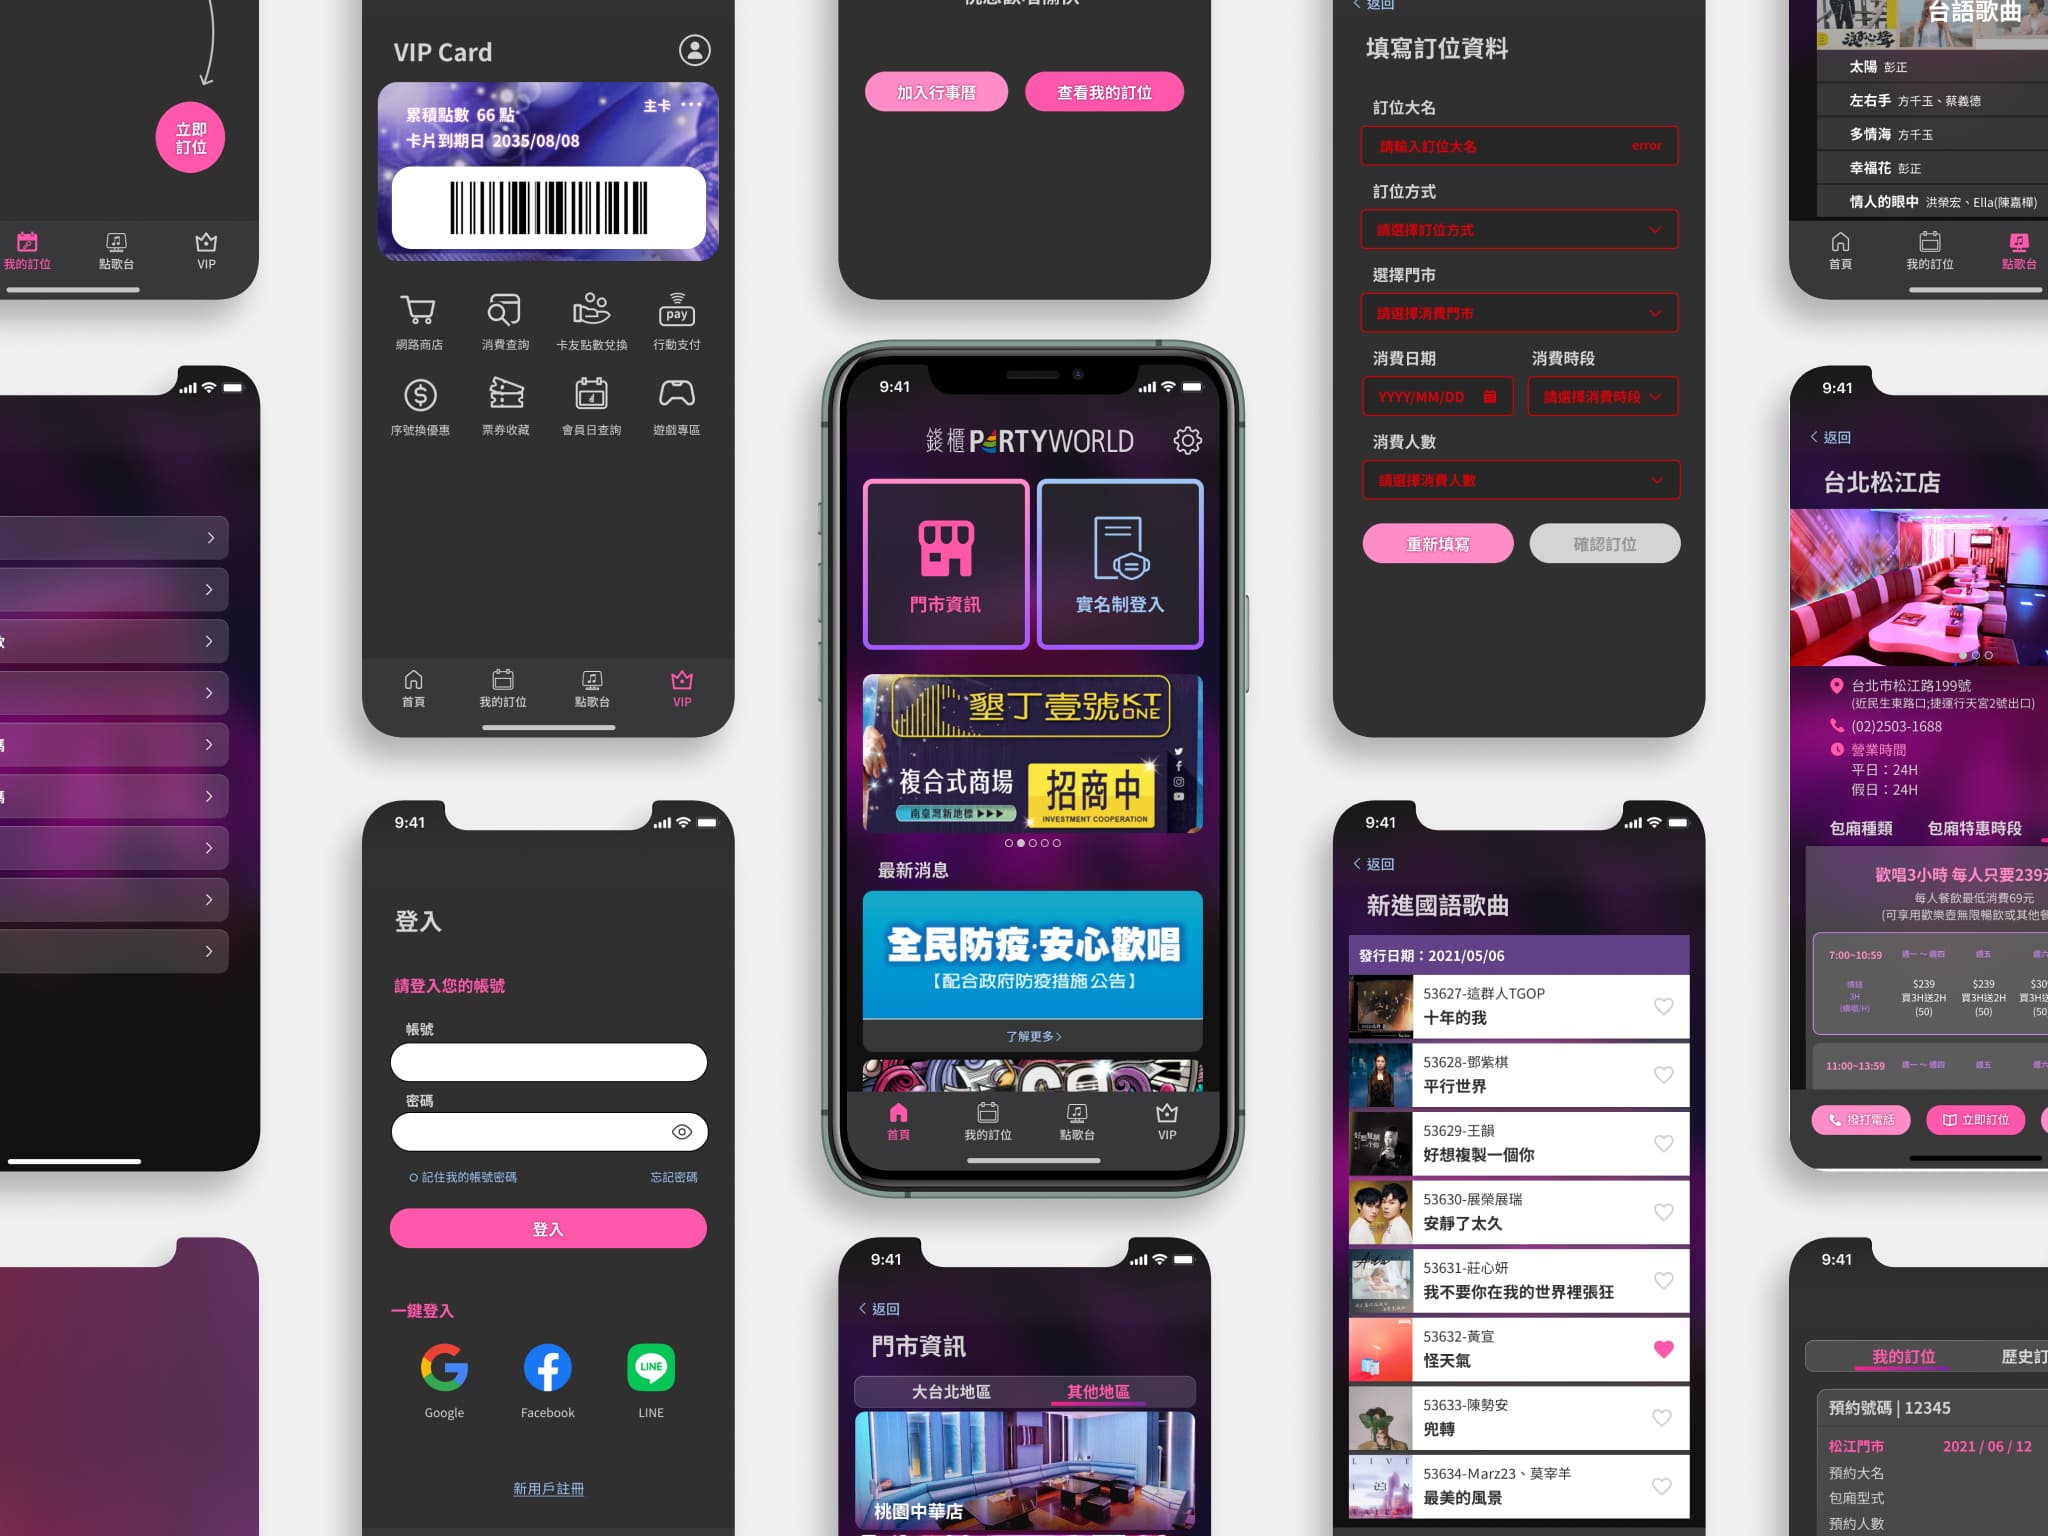 立即
訂位
我的訂位
點歌台
VIP
VIP Card
累積點數 66 點
主卡
卡片到期日 2035/08/08
網路商店
消費查詢
卡友點數兌換
pay
行動支付
序號換優惠
票券收藏
會員日查詢
遊戲專區
首頁
我的訂位
點歌台
VIP
9:41
登入
請登入您的帳號
帳號
密碼
記住我的帳號密碼
忘記密碼
登入
一鍵登入
LINE
Google
Facebook
LINE
新用戶註冊
加入行事曆
查看我的訂位
9:41
錢櫃 PARTYWORLD
門市資訊
實名制登入
墾丁壹號 KT ONE
複合式商場
招商中
南臺灣新地標 ▶▶▶
INVESTMENT COOPERATION
最新消息
全民防疫·安心歡唱
【配合政府防疫措施公告】
了解更多>
首頁
我的訂位
點歌台
VIP
9:41
返回
門市資訊
大台北地區
其他地區
桃園中華店
返回
填寫訂位資料
訂位大名
請輸入訂位大名
error
訂位方式
請選擇訂位方式
選擇門市
請選擇消費門市
消費日期
消費時段
YYYY/MM/DD
請選擇消費時段
消費人數
請選擇消費人數
重新填寫
確認訂位
9:41
返回
新進國語歌曲
發行日期：2021/05/06
53627-這群人TGOP
十年的我
53628-鄧紫棋
平行世界
53629-王韻
好想複製一個你
53630-展榮展瑞
安靜了太久
53631-莊心妍
我不要你在我的世界裡張狂
53632-黃宣
怪天氣
53633-陳勢安
兜轉
53634-Marz23、莫宰羊
最美的風景
台語歌曲
太陽 彭正
左右手 方千玉、蔡義德
多情海 方千玉
幸福花 彭正
情人的眼中 洪榮宏、Ella(陳嘉樺)
首頁
我的訂位
點歌台
9:41
返回
台北松江店
台北市松江路199號
(近民生東路口;捷運行天宮2號出口)
(02)2503-1688
營業時間
平日：24H
假日：24H
包廂種類
包廂特惠時段
歡唱3小時 每人只要239
每人餐飲最低消費69元
(可享用歡樂壺無限暢飲或其他餐
7:00~10:59
週一～週四
週五
3H
(續唱/H)
$239
買3H送2H
(50)
$239
買3H送2H
(50)
11:00~13:59
週一～週四
週五
撥打電話
立即訂位
9:41
我的訂位
歷史訂
預約號碼 | 12345
松江門市
2021 / 06 / 12
預約大名
包廂型式
預約人數